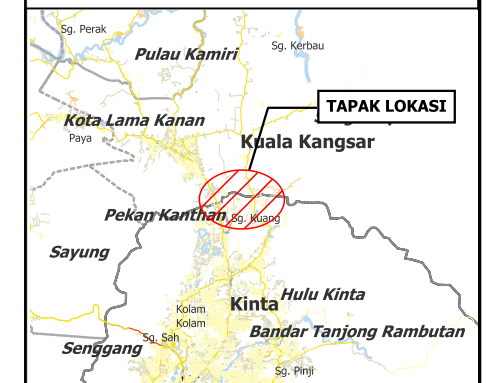 Sg. Perak
Pulau Kamiri
Sg. Kerbau
TAPAK LOKASI
Kota Lama Kanan
Paya
Kuala Kangsar
Pekan Kanthan
Sg. Kuang
Sayung
Hulu Kinta
Kinta
Kolam
Kolam
Bandar Tanjong Rambutan
Sg. Sah
Senggang
Sg. Pinji